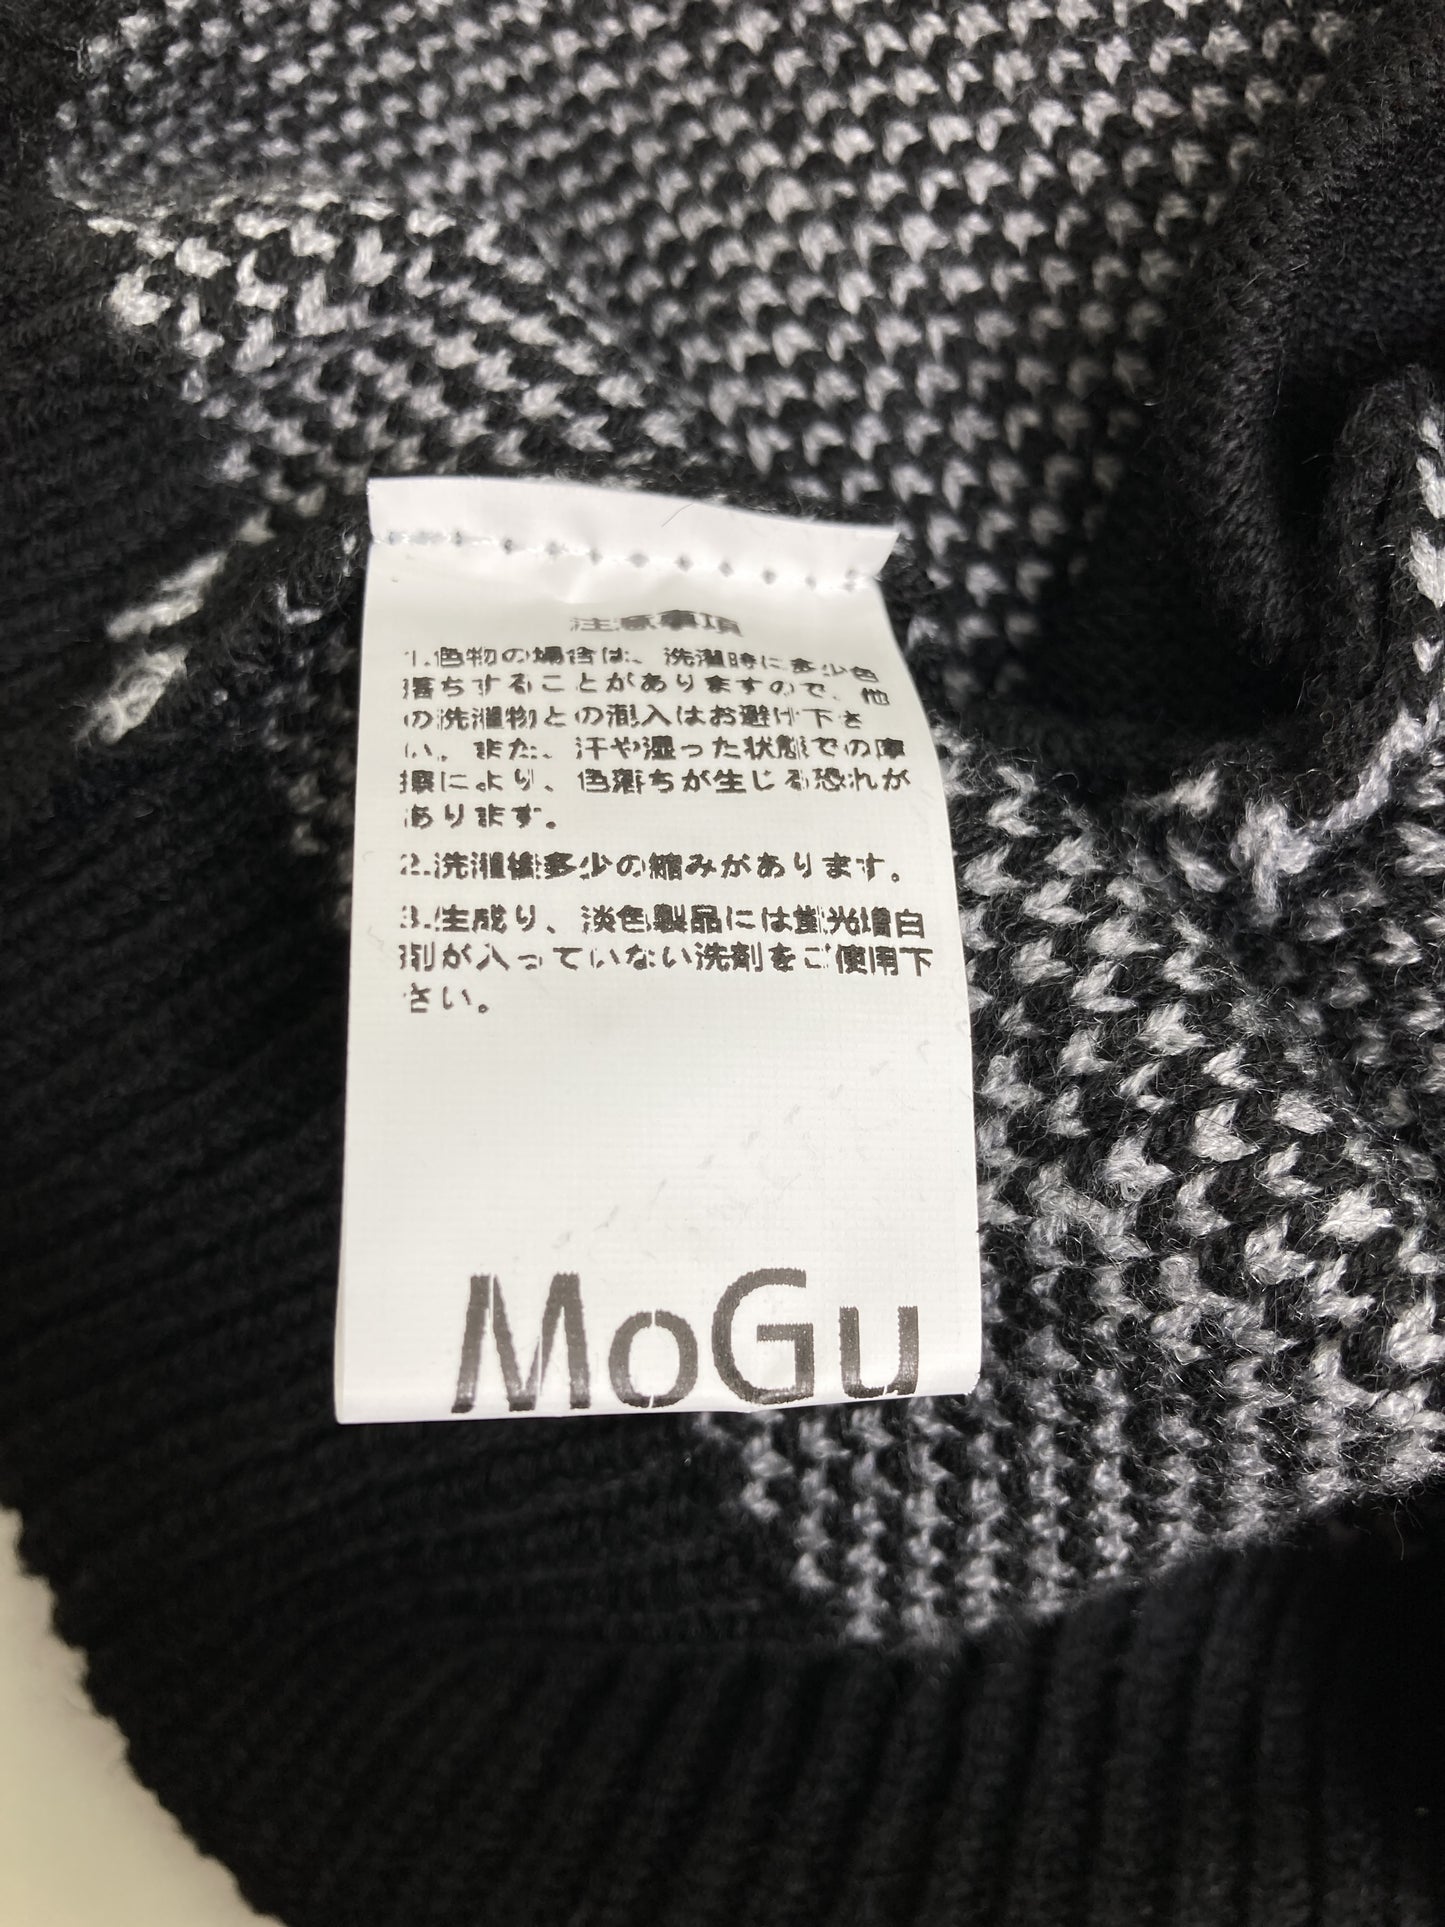 注意事項
1.色物の場合は、洗濯時に多少色
落ちすることがありますので、他
の洗濯物との混入はお避け下さ
い。また、汗や湿った状態での摩
擦により、色落ちが生じる恐れが
あります。
2.洗濯後多少の縮みがあります。
3.生成り、淡色製品には蛍光増白
剤が入っていない洗剤をご使用下
さい。
MoGu